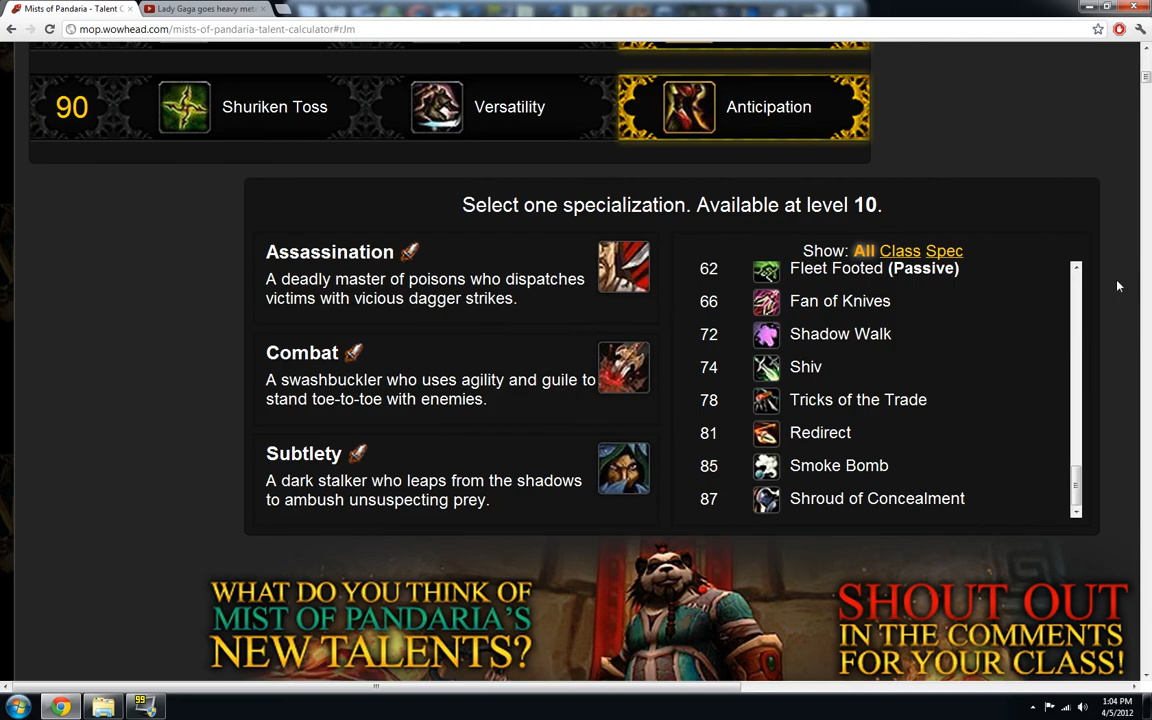 Mists of Pandaria - Talent C
Lady Gaga goes heavy met
mop.wowhead.com/mists-of-pandaria-talent-calculator#rJm
90 Shuriken Toss Versatility Anticipation
Select one specialization. Available at level 10.
Assassination
A deadly master of poisons who dispatches
victims with vicious dagger strikes.
Combat
A swashbuckler who uses agility and guile to
stand toe-to-toe with enemies.
Subtlety
A dark stalker who leaps from the shadows
to ambush unsuspecting prey.
Show: All Class Spec
62 Fleet Footed (Passive)
66 Fan of Knives
72 Shadow Walk
74 Shiv
78 Tricks of the Trade
81 Redirect
85 Smoke Bomb
87 Shroud of Concealment
WHAT DO YOU THINK OF
MIST OF PANDARIA'S
NEW TALENTS?
SHOUT OUT
IN THE COMMENTS
FOR YOUR CLASS!
99
1:04 PM
4/5/2012